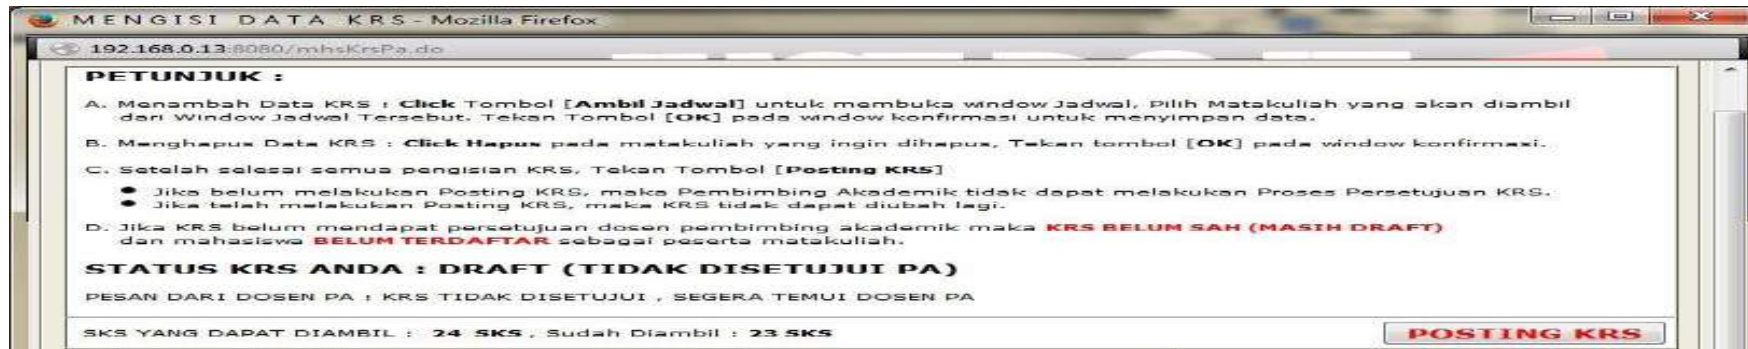 M E N G I S I   D A T A   K R S - Mozilla Firefox
192.168.0.13:8080/mhsKrsPa.do
PETUNJUK :
A. Menambah Data KRS : Click Tombol [Ambil Jadwal] untuk membuka window Jadwal, Pilih Matakuliah yang akan diambil
dari Window Jadwal Tersebut. Tekan Tombol [OK] pada window konfirmasi untuk menyimpan data.
B. Menghapus Data KRS : Click Hapus pada matakuliah yang ingin dihapus, Tekan tombol [OK] pada window konfirmasi.
C. Setelah selesai semua pengisian KRS, Tekan Tombol [Posting KRS]
● Jika belum melakukan Posting KRS, maka Pembimbing Akademik tidak dapat melakukan Proses Persetujuan KRS.
● Jika telah melakukan Posting KRS, maka KRS tidak dapat diubah lagi.
D. Jika KRS belum mendapat persetujuan dosen pembimbing akademik maka KRS BELUM SAH (MASIH DRAFT)
dan mahasiswa BELUM TERDAFTAR sebagai peserta matakuliah.
STATUS KRS ANDA : DRAFT (TIDAK DISETUJUI PA)
PESAN DARI DOSEN PA : KRS TIDAK DISETUJUI , SEGERA TEMUI DOSEN PA
SKS YANG DAPAT DIAMBIL : 24 SKS , Sudah Diambil : 23 SKS
POSTING KRS